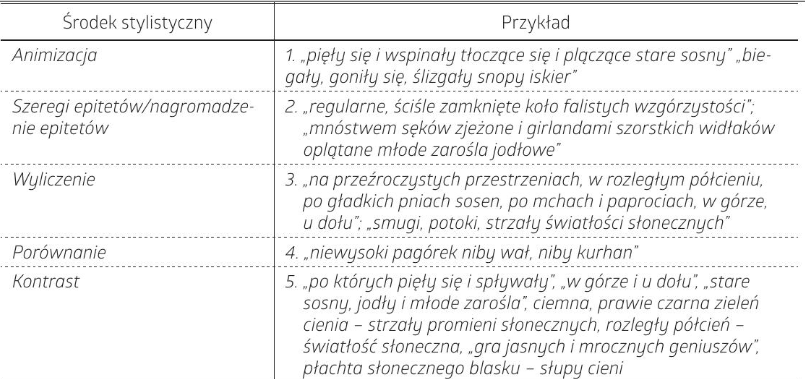 Środek stylistyczny
Przykład
Animizacja
1. „pięły się i wspinały tłoczące się i plączące stare sosny” „bie-
gały, goniły się, ślizgały snopy iskier”
Szeregi epitetów/nagromadze-
nie epitetów
2. „regularne, ściśle zamknięte koło falistych wzgórzystości”;
„mnóstwem sęków zjeżone i girlandami szorstkich widłaków
oplątane młode zarośla jodłowe”
Wyliczenie
3. „na przeźroczystych przestrzeniach, w rozległym półcieniu,
po gładkich pniach sosen, po mchach i paprociach, w górze,
u dołu”; „smugi, potoki, strzały światłości słonecznych”
Porównanie
4. „niewysoki pagórek niby wał, niby kurhan”
Kontrast
5. „po których pięły się i spływały”, „w górze i u dołu”, „stare
sosny, jodły i młode zarośla”, ciemna, prawie czarna zieleń
cienia – strzały promieni słonecznych, rozległy półcień –
światłość słoneczna, „gra jasnych i mrocznych geniuszów”,
płachta słonecznego blasku – słupy cieni